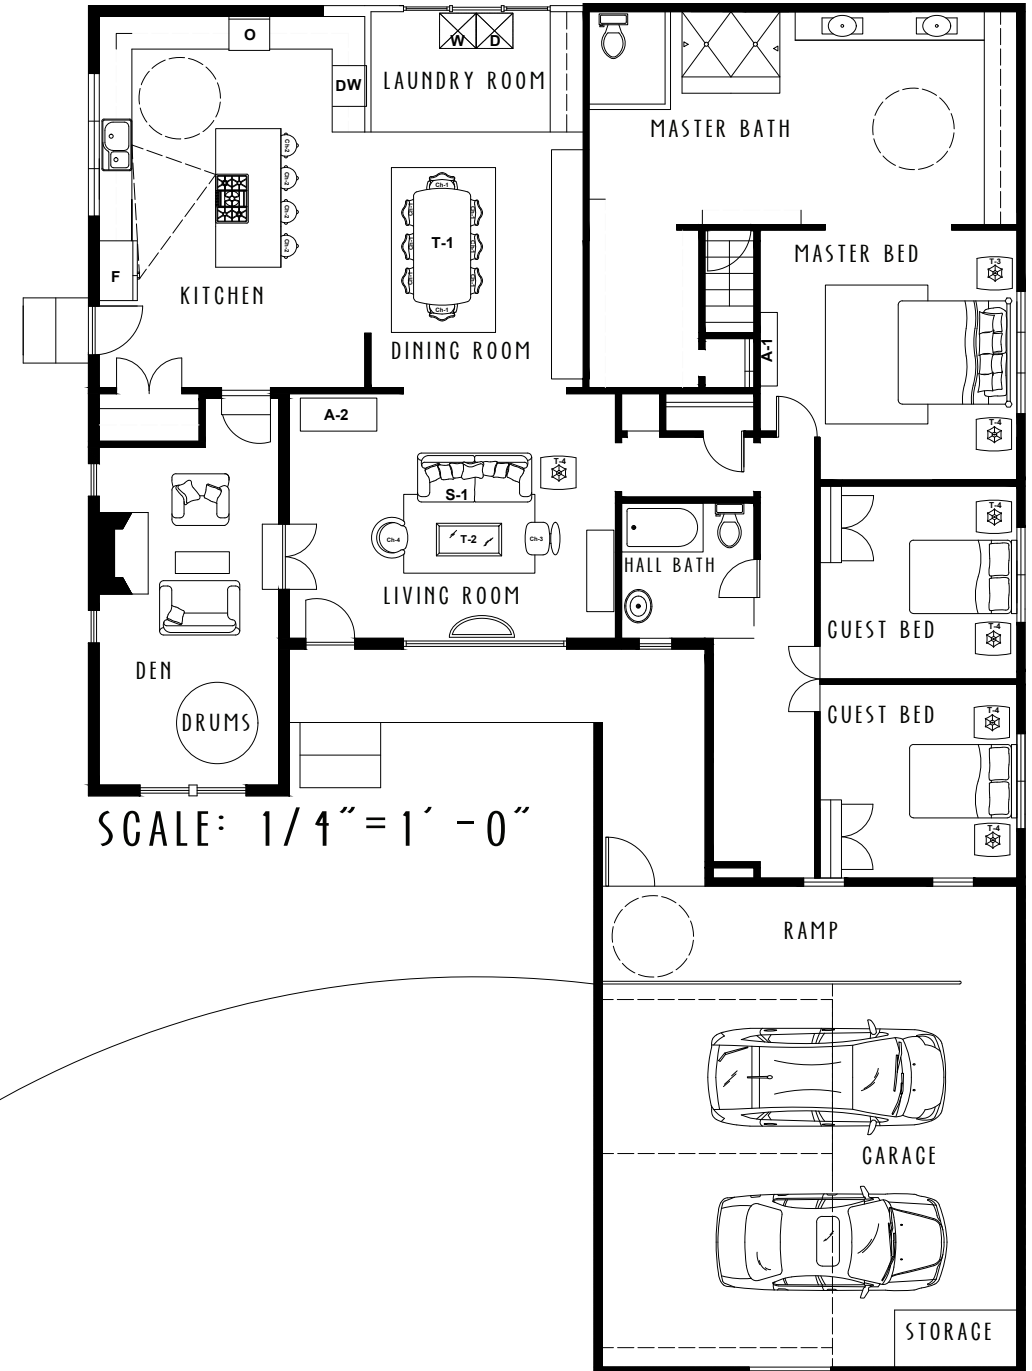 O
W D
DW
LAUNDRY ROOM
MASTER BATH
Ch-2
Ch-2
Ch-2
Ch-2
Ch-1
T-1
Ch-1
F
KITCHEN
MASTER BED
T-3
DINING ROOM
A-1
A-2
T-4
T-4
S-1
T-4
Ch-4
T-2
Ch-3
HALL BATH
LIVING ROOM
GUEST BED
T-4
DEN
DRUMS
GUEST BED
T-4
SCALE: 1/4"=1'-0"
T-4
RAMP
GARAGE
STORAGE